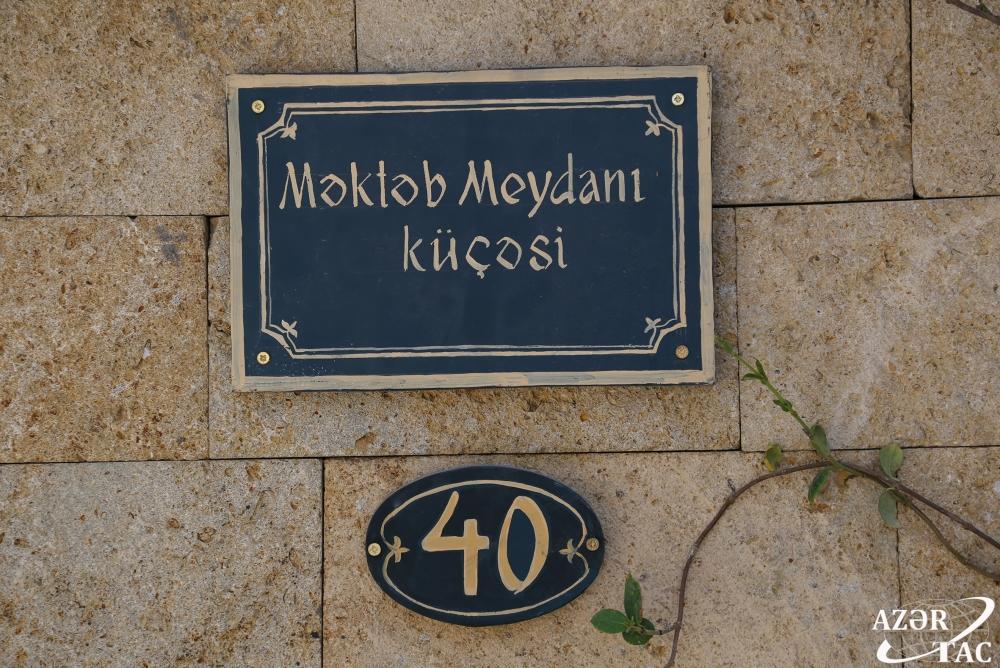 Məktəb Meydanı
küçəsi
40
AZƏR
TAC